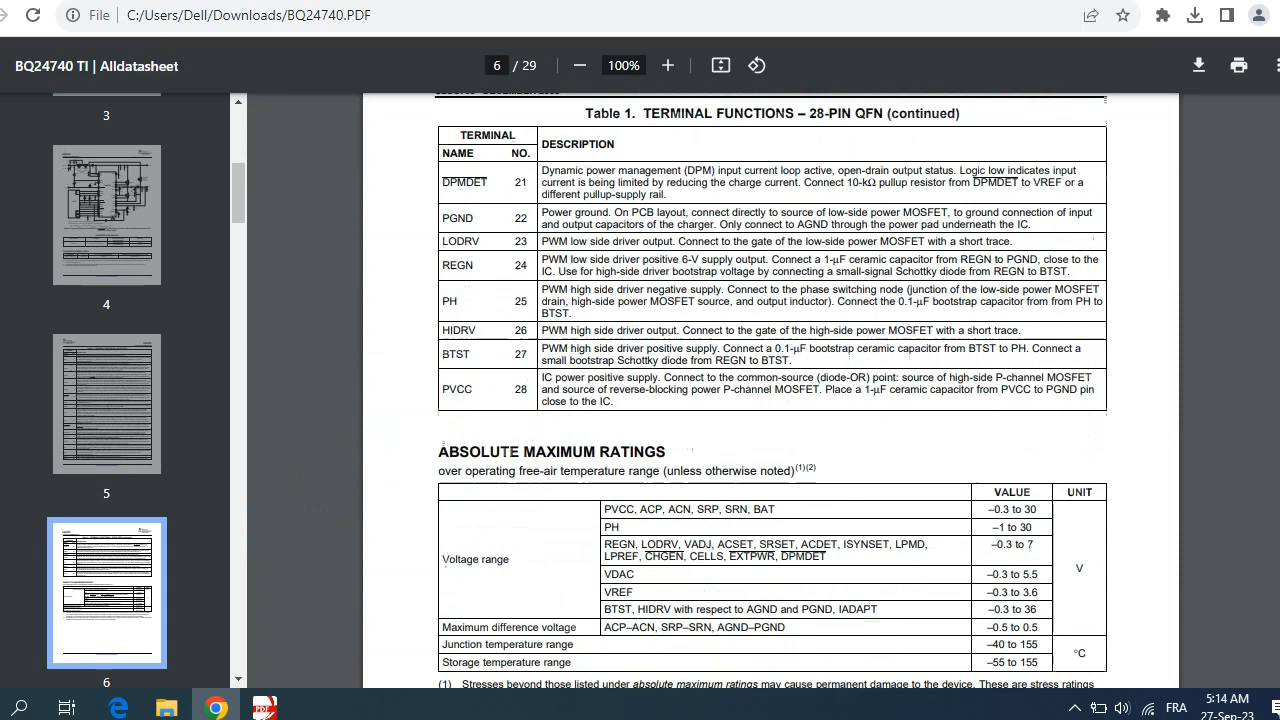 File C:/Users/Dell/Downloads/BQ24740.PDF
BQ24740 TI | Alldatasheet
6 / 29
100%
3
4
5
6
Table 1. TERMINAL FUNCTIONS – 28-PIN QFN (continued)
TERMINAL
DESCRIPTION
NAME NO.
DPMDET 21 Dynamic power management (DPM) input current loop active, open-drain output status. Logic low indicates input
current is being limited by reducing the charge current. Connect 10-kΩ pullup resistor from DPMDET to VREF or a
different pullup-supply rail.
PGND 22 Power ground. On PCB layout, connect directly to source of low-side power MOSFET, to ground connection of input
and output capacitors of the charger. Only connect to AGND through the power pad underneath the IC.
LODRV 23 PWM low side driver output. Connect to the gate of the low-side power MOSFET with a short trace.
REGN 24 PWM low side driver positive 6-V supply output. Connect a 1-μF ceramic capacitor from REGN to PGND, close to the
IC. Use for high-side driver bootstrap voltage by connecting a small-signal Schottky diode from REGN to BTST.
PH 25 PWM high side driver negative supply. Connect to the phase switching node (junction of the low-side power MOSFET
drain, high-side power MOSFET source, and output inductor). Connect the 0.1-μF bootstrap capacitor from from PH to
BTST.
HIDRV 26 PWM high side driver output. Connect to the gate of the high-side power MOSFET with a short trace.
BTST 27 PWM high side driver positive supply. Connect a 0.1-μF bootstrap ceramic capacitor from BTST to PH. Connect a
small bootstrap Schottky diode from REGN to BTST.
PVCC 28 IC power positive supply. Connect to the common-source (diode-OR) point: source of high-side P-channel MOSFET
and source of reverse-blocking power P-channel MOSFET. Place a 1-μF ceramic capacitor from PVCC to PGND pin
close to the IC.
ABSOLUTE MAXIMUM RATINGS
over operating free-air temperature range (unless otherwise noted)(1)(2)
VALUE UNIT
Voltage range
PVCC, ACP, ACN, SRP, SRN, BAT –0.3 to 30
PH –1 to 30
REGN, LODRV, VADJ, ACSET, SRSET, ACDET, ISYNSET, LPMD, –0.3 to 7
LPREF, CHGEN, CELLS, EXTPWR, DPMDET
V
VDAC –0.3 to 5.5
VREF –0.3 to 3.6
BTST, HIDRV with respect to AGND and PGND, IADAPT –0.3 to 36
Maximum difference voltage ACP–ACN, SRP–SRN, AGND–PGND –0.5 to 0.5
Junction temperature range –40 to 155
°C
Storage temperature range –55 to 155
(1) Stresses beyond those listed under absolute maximum ratings may cause permanent damage to the device. These are stress ratings
FRA
5:14 AM
27-Sep-23